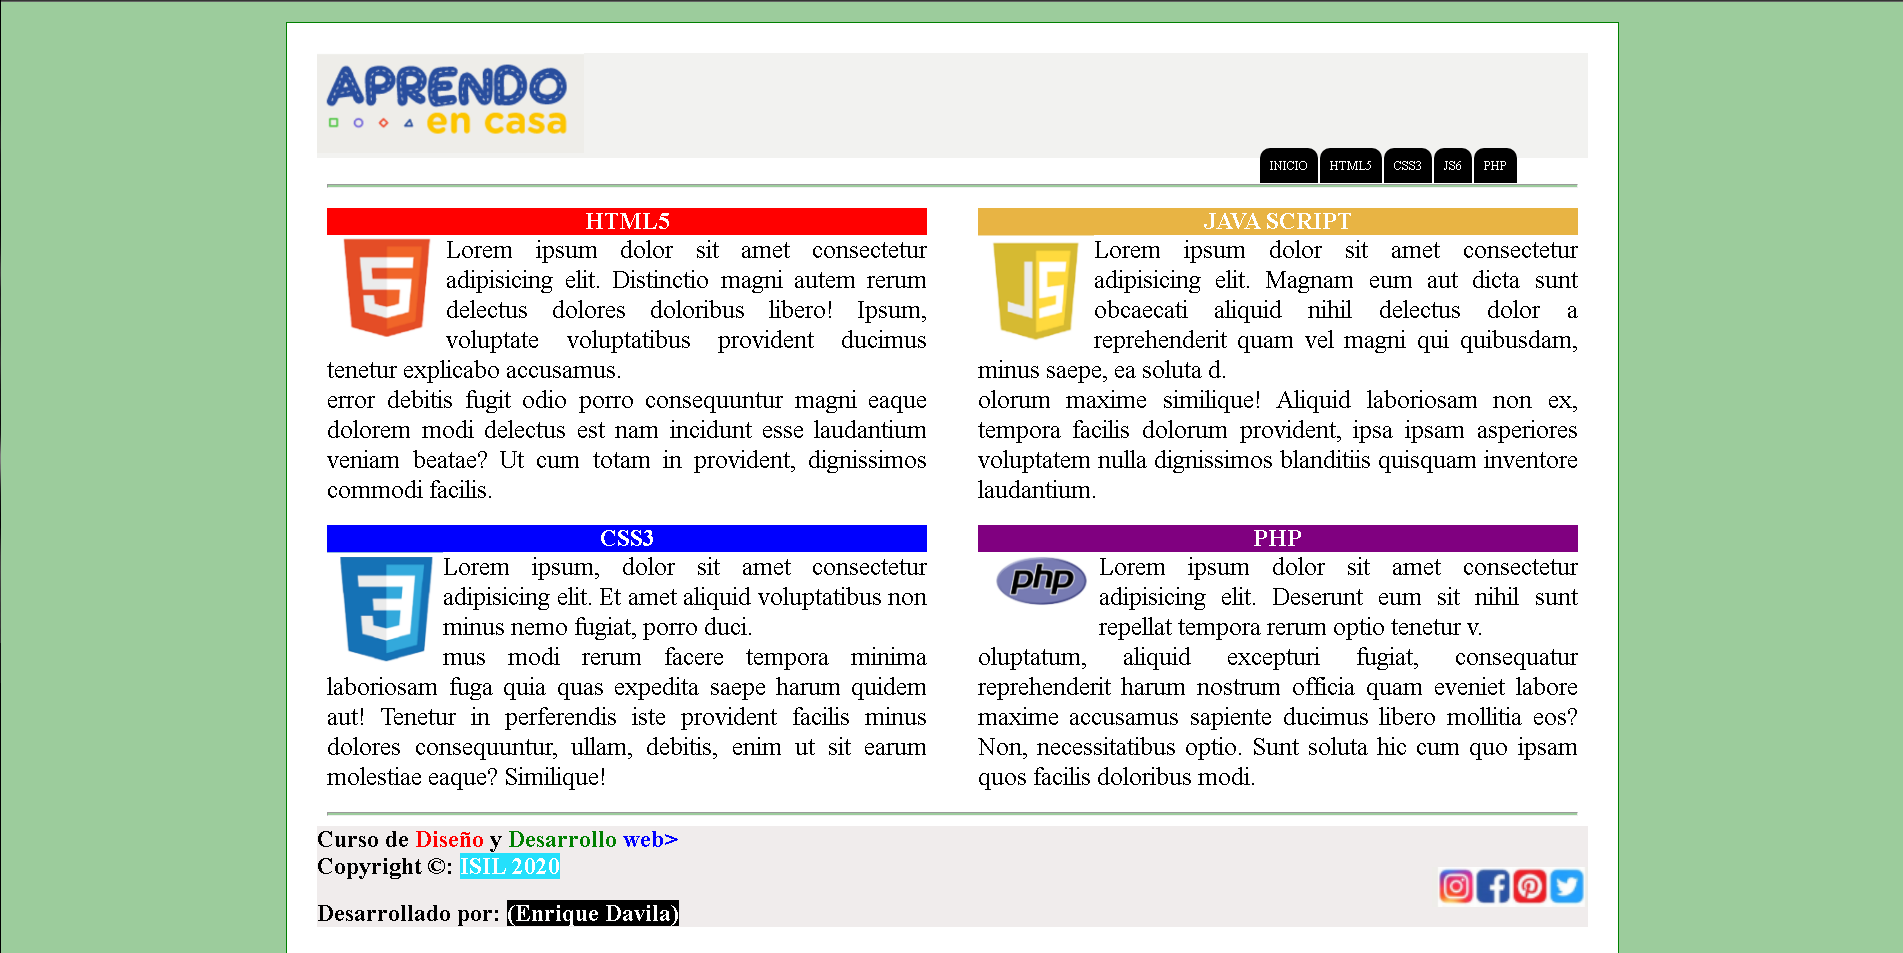 APRENDO
en casa
INICIO HTML5 CSS3 JS6 PHP
HTML5
5
Lorem ipsum dolor sit amet consectetur
adipisicing elit. Distinctio magni autem rerum
delectus dolores doloribus libero! Ipsum,
voluptate voluptatibus provident ducimus
tenetur explicabo accusamus.
error debitis fugit odio porro consequuntur magni eaque
dolorem modi delectus est nam incidunt esse laudantium
veniam beatae? Ut cum totam in provident, dignissimos
commodi facilis.
JAVA SCRIPT
JS
Lorem ipsum dolor sit amet consectetur
adipisicing elit. Magnam eum aut dicta sunt
obcaecati aliquid nihil delectus dolor a
reprehenderit quam vel magni qui quibusdam,
minus saepe, ea soluta d.
olorum maxime similique! Aliquid laboriosam non ex,
tempora facilis dolorum provident, ipsa ipsam asperiores
voluptatem nulla dignissimos blanditiis quisquam inventore
laudantium.
CSS3
3
Lorem ipsum, dolor sit amet consectetur
adipisicing elit. Et amet aliquid voluptatibus non
minus nemo fugiat, porro duci.
mus modi rerum facere tempora minima
laboriosam fuga quia quas expedita saepe harum quidem
aut! Tenetur in perferendis iste provident facilis minus
dolores consequuntur, ullam, debitis, enim ut sit earum
molestiae eaque? Similique!
PHP
php
Lorem ipsum dolor sit amet consectetur
adipisicing elit. Deserunt eum sit nihil sunt
repellat tempora rerum optio tenetur v.
oluptatum, aliquid excepturi fugiat, consequatur
reprehenderit harum nostrum officia quam eveniet labore
maxime accusamus sapiente ducimus libero mollitia eos?
Non, necessitatibus optio. Sunt soluta hic cum quo ipsam
quos facilis doloribus modi.
Curso de Diseño y Desarrollo web>
Copyright ©: ISIL 2020
Desarrollado por: (Enrique Davila)